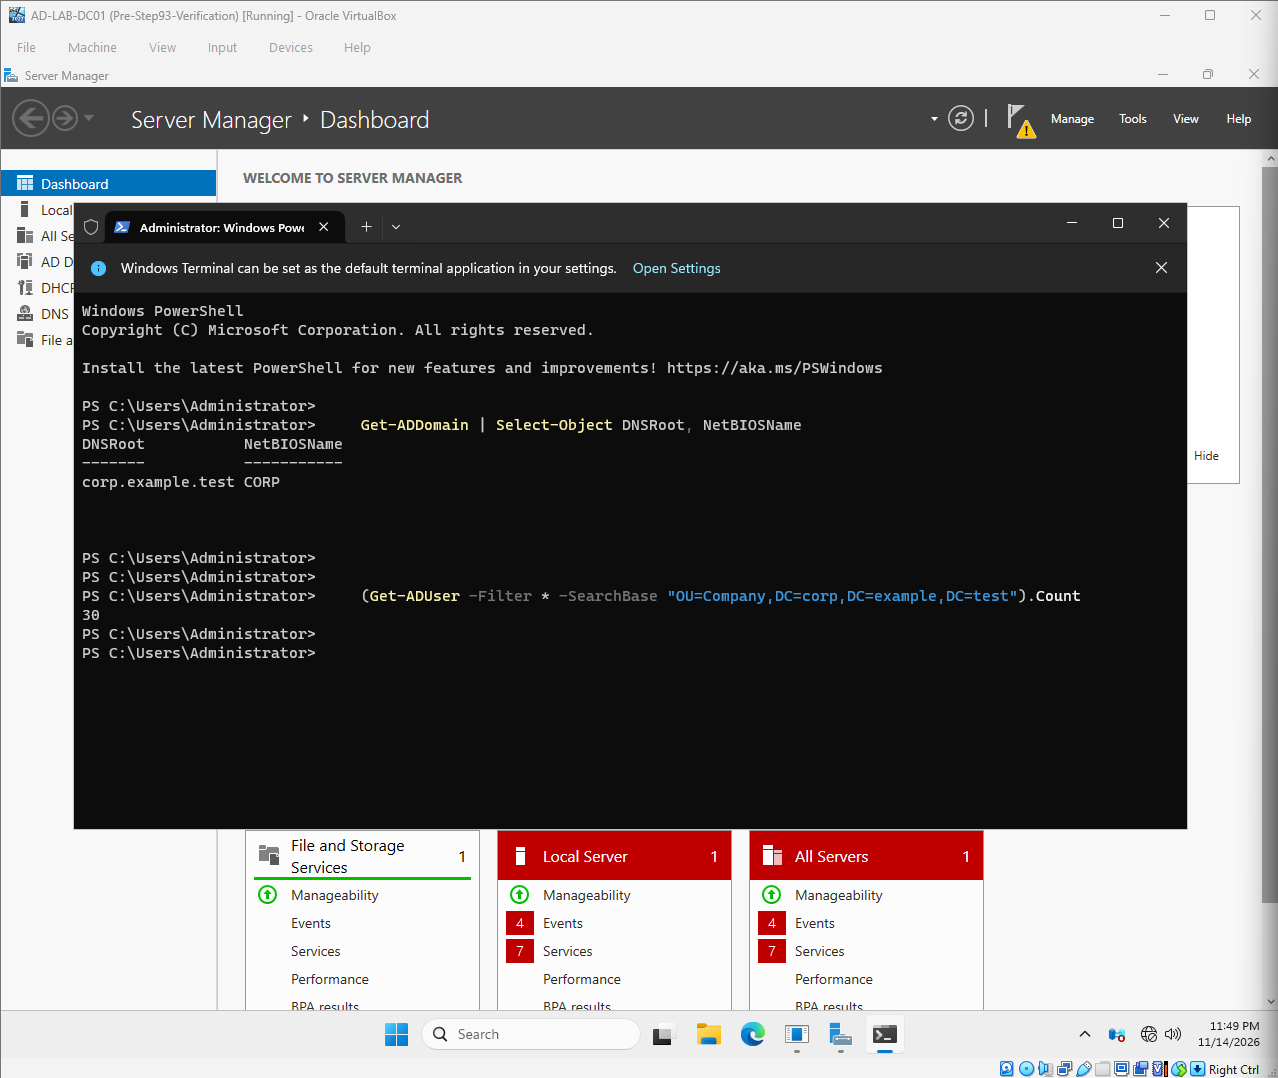 AD-LAB-DC01 (Pre-Step93-Verification) [Running] - Oracle VirtualBox
File Machine View Input Devices Help
Server Manager
Server Manager ‣ Dashboard
Manage Tools View Help
Dashboard
Local
All Se
AD D
DHCP
DNS
File a
WELCOME TO SERVER MANAGER
Hide
Administrator: Windows Powe
Windows Terminal can be set as the default terminal application in your settings. Open Settings
Windows PowerShell
Copyright (C) Microsoft Corporation. All rights reserved.
Install the latest PowerShell for new features and improvements! https://aka.ms/PSWindows
PS C:\Users\Administrator>
PS C:\Users\Administrator>     Get-ADDomain | Select-Object DNSRoot, NetBIOSName
DNSRoot           NetBIOSName
-------           -----------
corp.example.test CORP
PS C:\Users\Administrator>
PS C:\Users\Administrator>
PS C:\Users\Administrator>     (Get-ADUser -Filter * -SearchBase "OU=Company,DC=corp,DC=example,DC=test").Count
30
PS C:\Users\Administrator>
PS C:\Users\Administrator>
File and Storage Services 1
Manageability
Events
Services
Performance
BPA results
Local Server 1
Manageability
4 Events
7 Services
Performance
BPA results
All Servers 1
Manageability
4 Events
7 Services
Performance
BPA results
Search
11:49 PM
11/14/2026
Right Ctrl